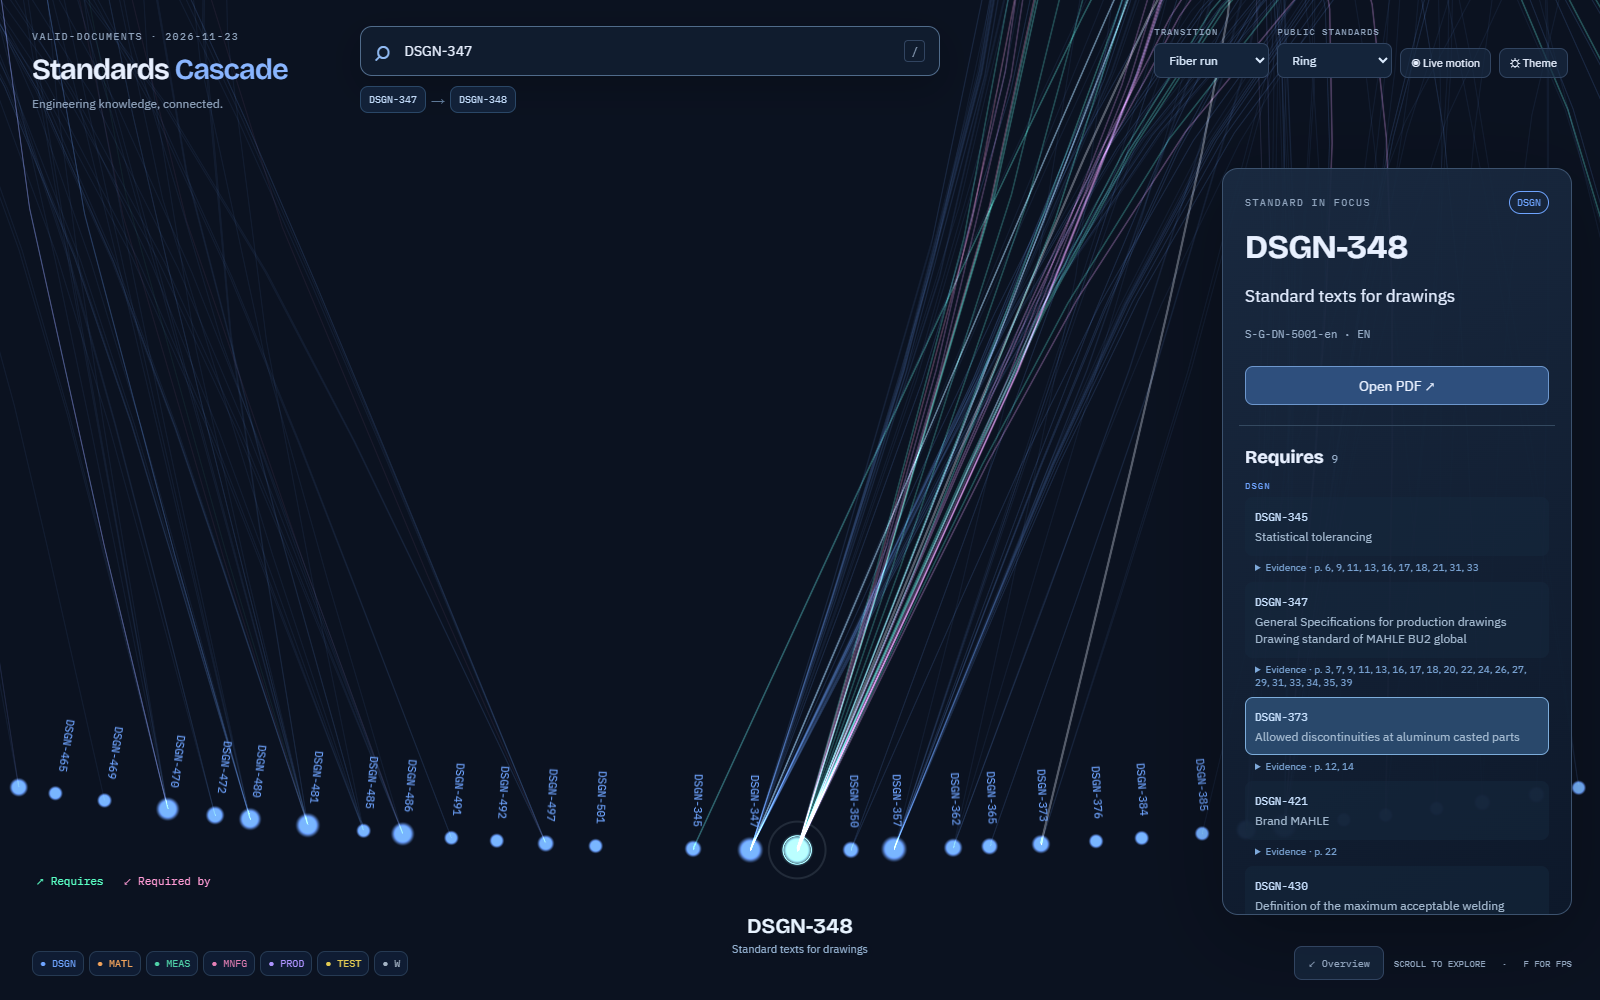 VALID-DOCUMENTS · 2026-11-23
Standards Cascade
Engineering knowledge, connected.
DSGN-347
/
DSGN-347 → DSGN-348
TRANSITION
Fiber run
PUBLIC STANDARDS
Ring
Live motion
Theme
STANDARD IN FOCUS
DSGN
DSGN-348
Standard texts for drawings
S-G-DN-5001-en · EN
Open PDF ↗
Requires 9
DSGN
DSGN-345
Statistical tolerancing
▶ Evidence · p. 6, 9, 11, 13, 16, 17, 18, 21, 31, 33
DSGN-347
General Specifications for production drawings
Drawing standard of MAHLE BU2 global
▶ Evidence · p. 3, 7, 9, 11, 13, 16, 17, 18, 20, 22, 24, 26, 27,
29, 31, 33, 34, 35, 39
DSGN-373
Allowed discontinuities at aluminum casted parts
▶ Evidence · p. 12, 14
DSGN-421
Brand MAHLE
▶ Evidence · p. 22
DSGN-430
Definition of the maximum acceptable welding
DSGN-465
DSGN-469
DSGN-470
DSGN-472
DSGN-480
DSGN-481
DSGN-485
DSGN-486
DSGN-491
DSGN-492
DSGN-497
DSGN-501
DSGN-345
DSGN-347
DSGN-350
DSGN-357
DSGN-362
DSGN-365
DSGN-373
DSGN-376
DSGN-384
DSGN-385
↗ Requires ↙ Required by
DSGN-348
Standard texts for drawings
DSGN
MATL
MEAS
MNFG
PROD
TEST
W
↙ Overview
SCROLL TO EXPLORE · F FOR FPS